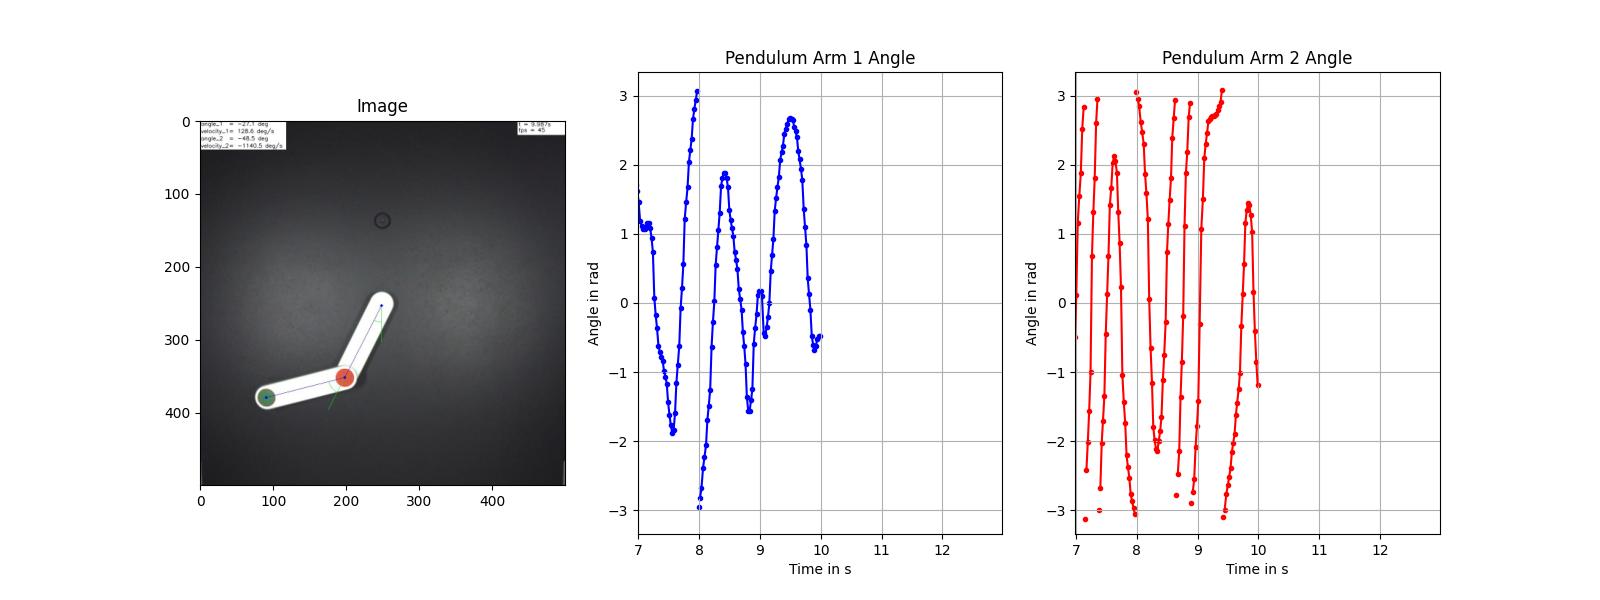 Image
Pendulum Arm 1 Angle
Pendulum Arm 2 Angle
angle_1 = -27.1 deg
velocity_1= 128.6 deg/s
angle_2 = -48.5 deg
velocity_2= -1140.5 deg/s
t = 9.987s
fps = 45
0
100
200
300
400
0 100 200 300 400
Angle in rad
3
2
1
0
−1
−2
−3
7 8 9 10 11 12
Time in s
Angle in rad
3
2
1
0
−1
−2
−3
7 8 9 10 11 12
Time in s